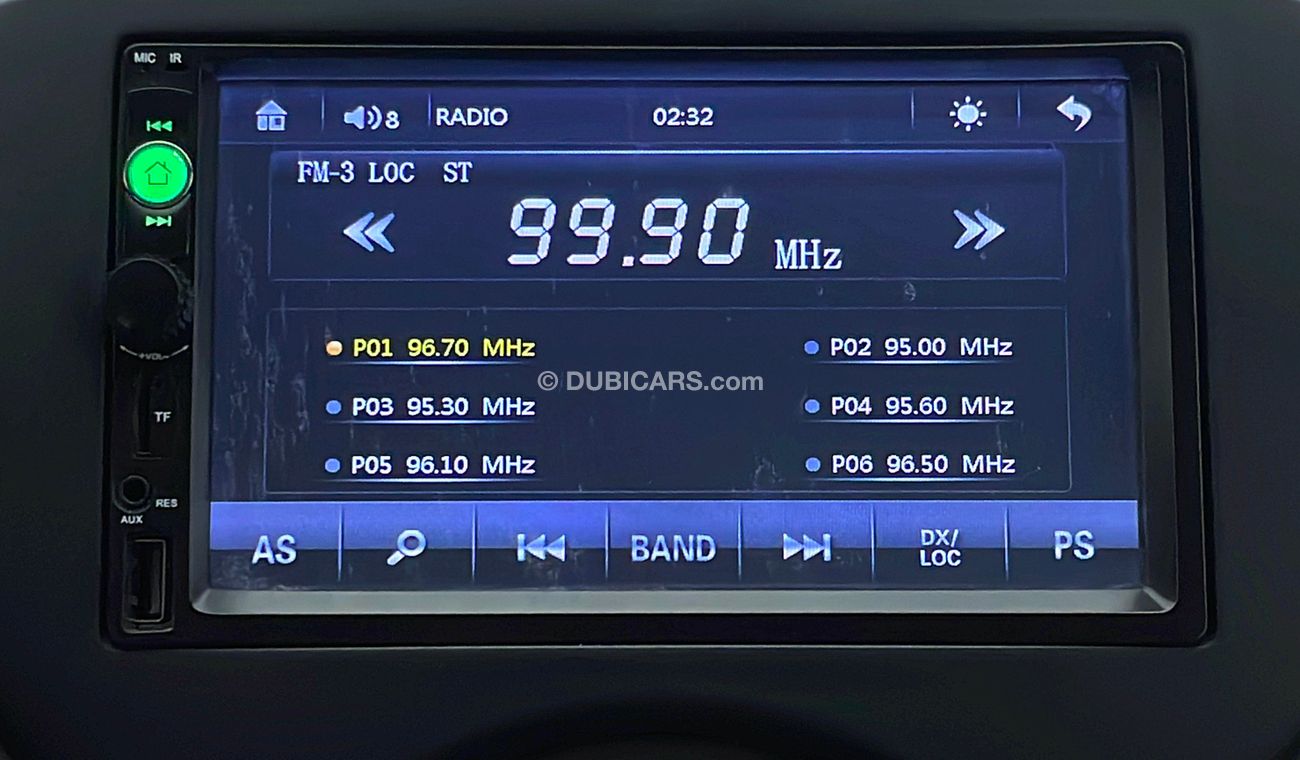 MIC IR
8 RADIO 02:32
FM-3 LOC ST
99.90 MHz
P01 96.70 MHz P02 95.00 MHz
© DUBICARS.com
P03 95.30 MHz P04 95.60 MHz
P05 96.10 MHz P06 96.50 MHz
+VOL-
TF
RES
AUX
AS BAND DX/ PS
LOC